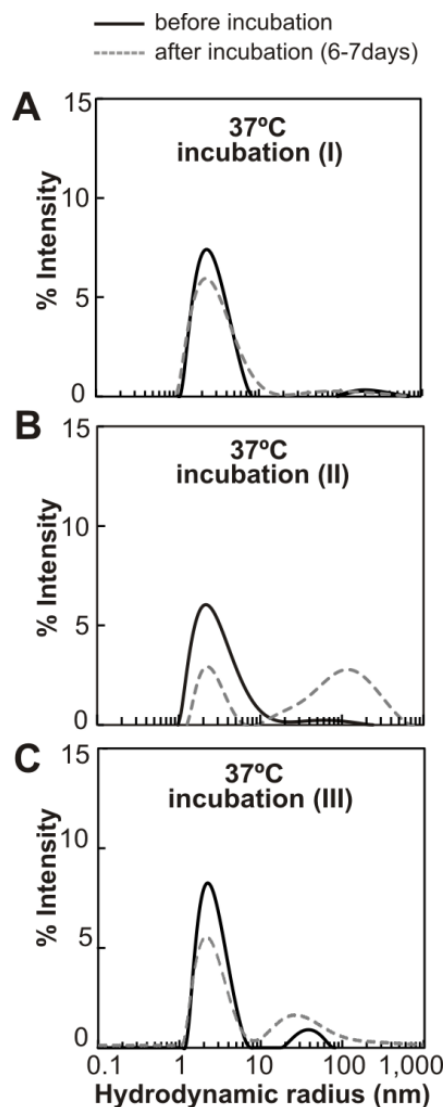 before incubation
after incubation (6-7days)
A
37ºC
incubation (I)
15
10
5
0
% Intensity
B
37ºC
incubation (II)
15
10
5
0
% Intensity
C
37ºC
incubation (III)
15
10
5
0
% Intensity
0.1 1 10 100 1,000
Hydrodynamic radius (nm)